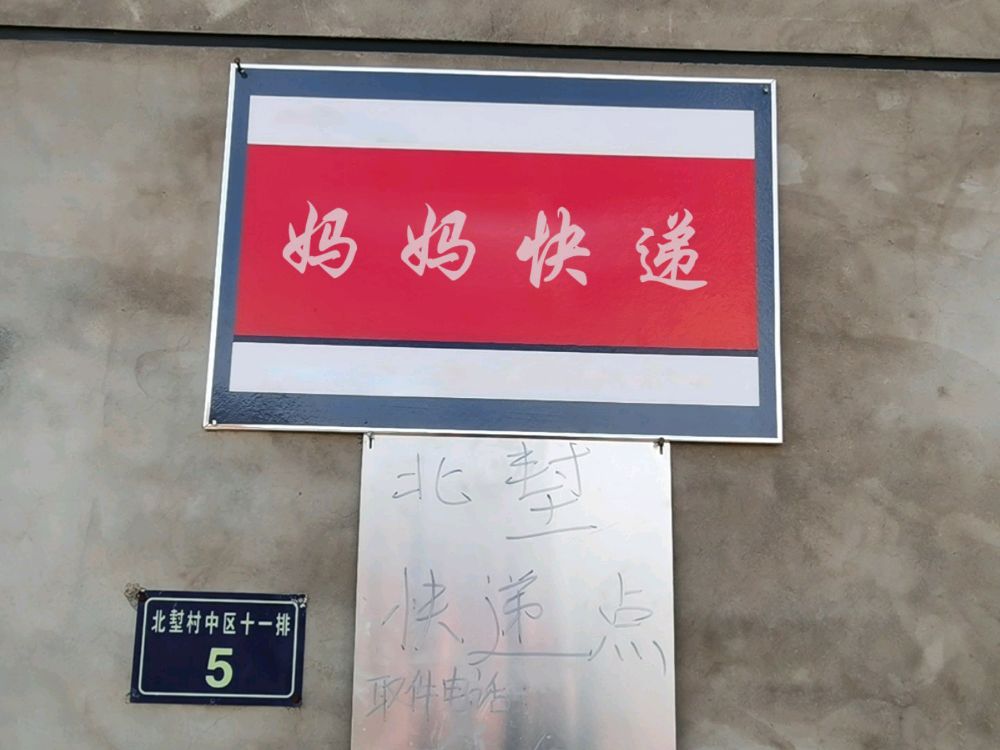 妈妈快递
北堼
快递点
取件电话
北堼村中区十一排
5